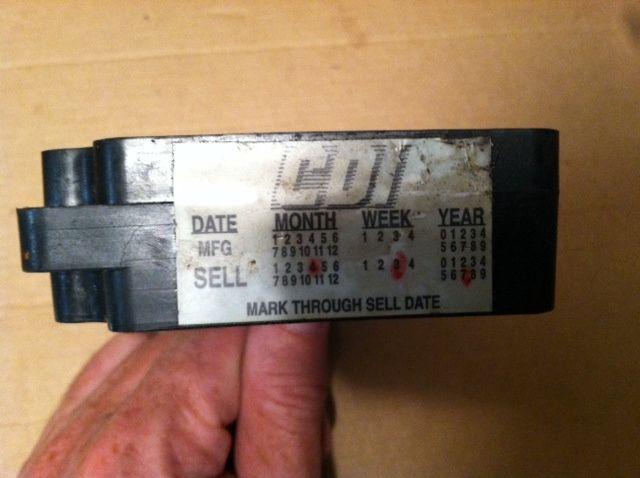 CDI
DATE MONTH WEEK YEAR
MFG 1 2 3 4 5 6 1 2 3 4 0 1 2 3 4
7 8 9 10 11 12 5 6 7 8 9
SELL 1 2 3 4 5 6 1 2 3 4 0 1 2 3 4
7 8 9 10 11 12 5 6 7 8 9
MARK THROUGH SELL DATE